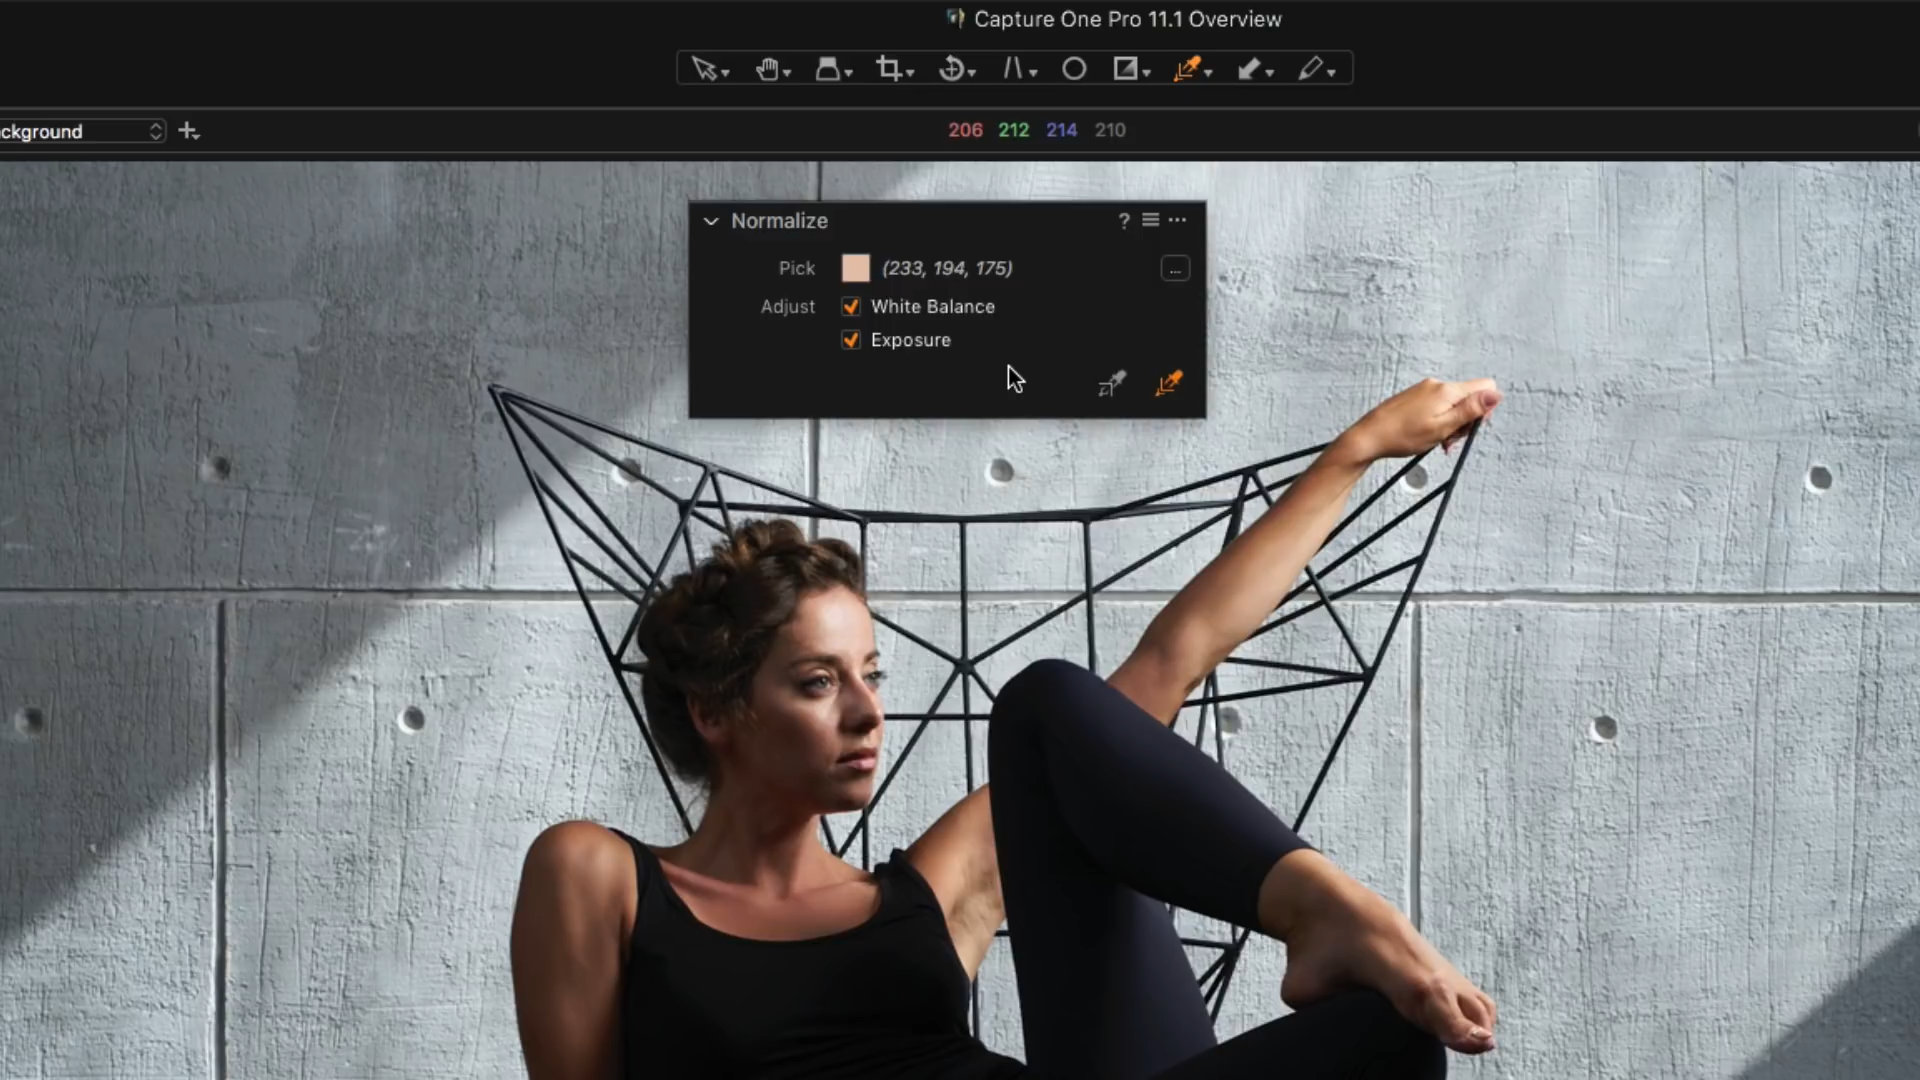 Capture One Pro 11.1 Overview
ckground
206 212 214 210
Normalize ?
Pick (233, 194, 175) ...
Adjust White Balance
Exposure